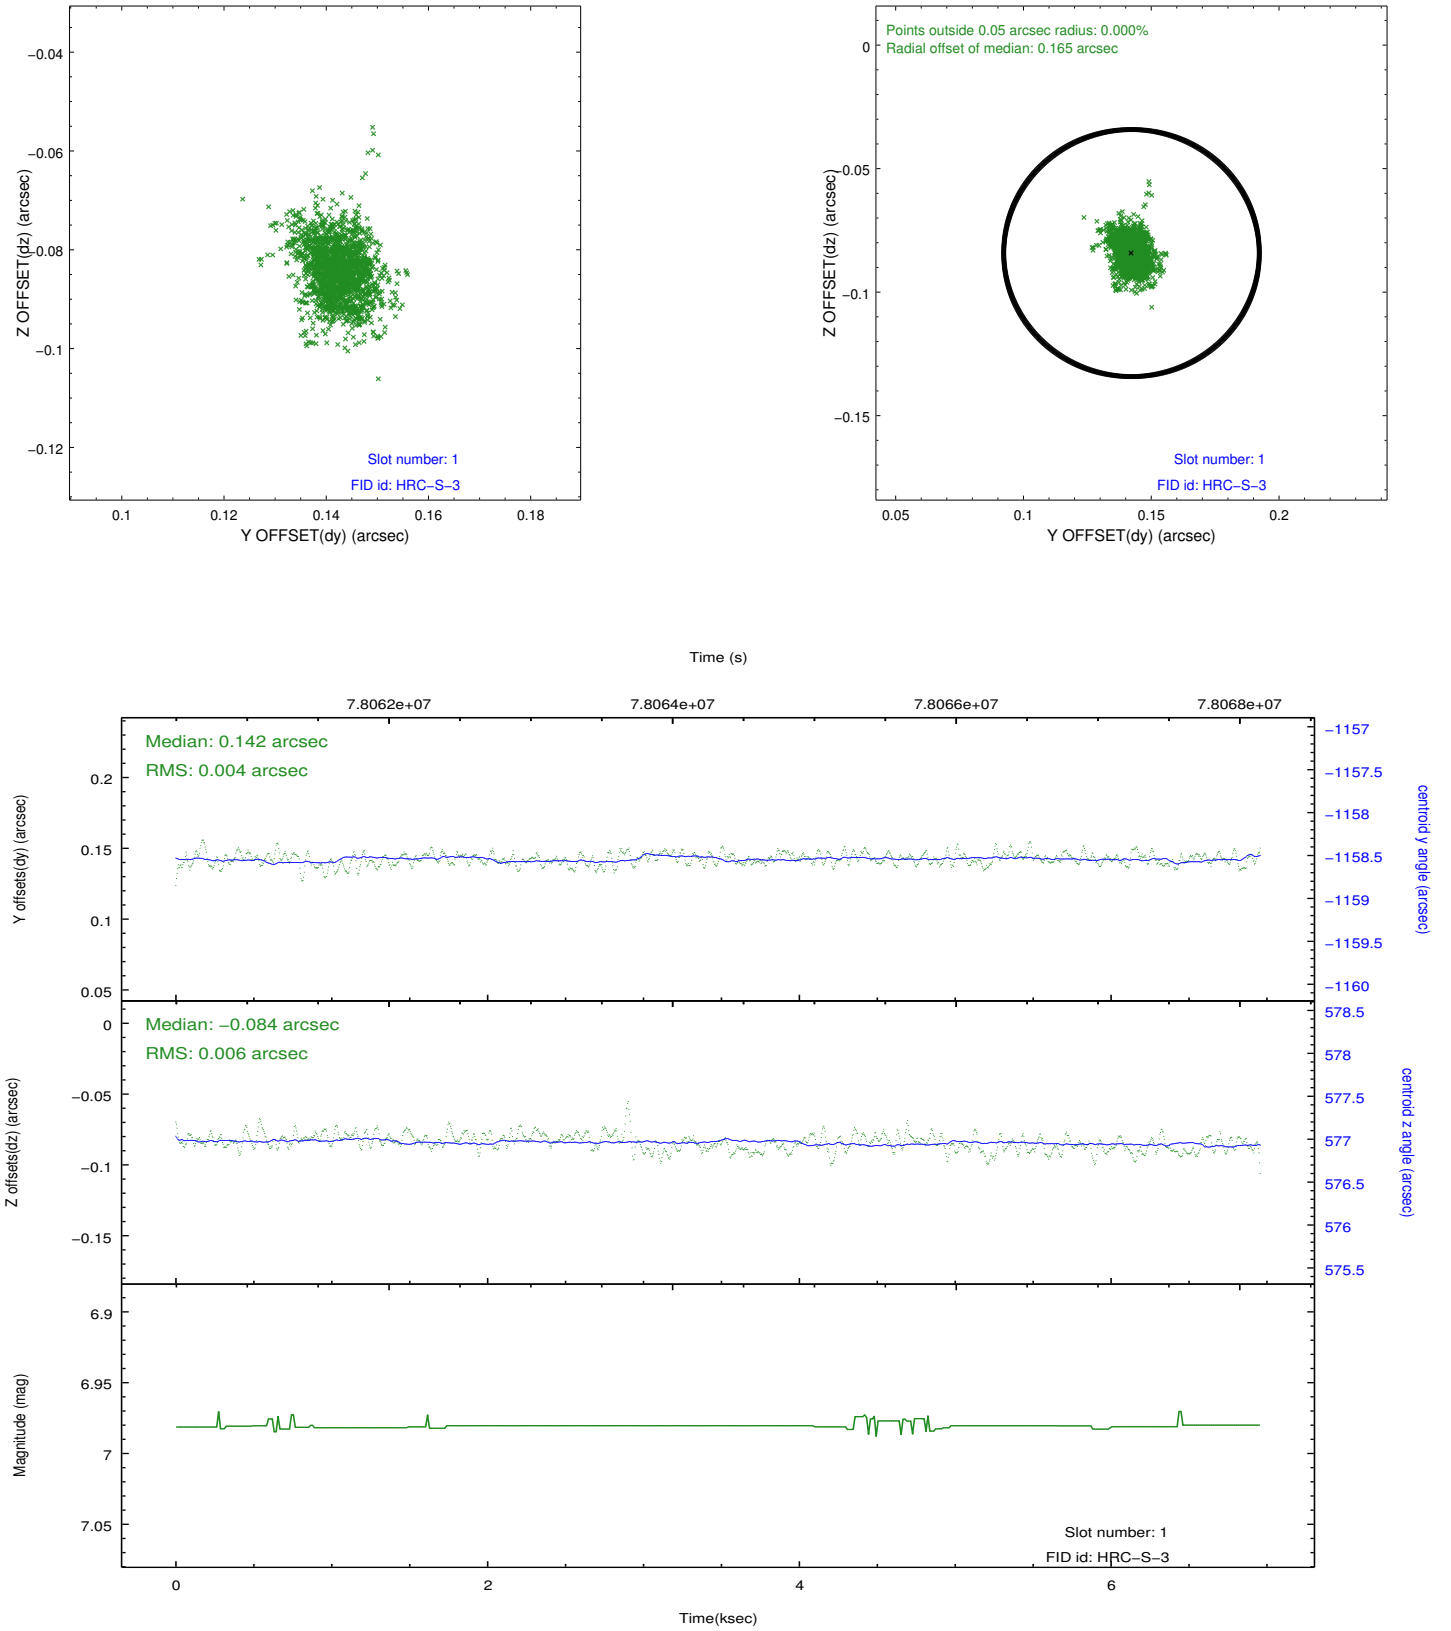 −0.04
−0.06
−0.08
−0.1
−0.12
Z OFFSET(dz) (arcsec)
Slot number: 1
FID id: HRC−S−3
0.1 0.12 0.14 0.16 0.18
Y OFFSET(dy) (arcsec)
Points outside 0.05 arcsec radius: 0.000%
Radial offset of median: 0.165 arcsec
0
−0.05
−0.1
−0.15
Z OFFSET(dz) (arcsec)
Slot number: 1
FID id: HRC−S−3
0.05 0.1 0.15 0.2
Y OFFSET(dy) (arcsec)
Time (s)
7.8062e+07 7.8064e+07 7.8066e+07 7.8068e+07
Median: 0.142 arcsec
RMS: 0.004 arcsec
0.2
0.15
0.1
0.05
Y offsets(dy) (arcsec)
−1157
−1157.5
−1158
−1158.5
−1159
−1159.5
−1160
centroid y angle (arcsec)
Median: −0.084 arcsec
RMS: 0.006 arcsec
0
−0.05
−0.1
−0.15
Z offsets(dz) (arcsec)
578.5
578
577.5
577
576.5
576
575.5
centroid z angle (arcsec)
6.9
6.95
7
7.05
Magnitude (mag)
Slot number: 1
FID id: HRC−S−3
0 2 4 6
Time(ksec)